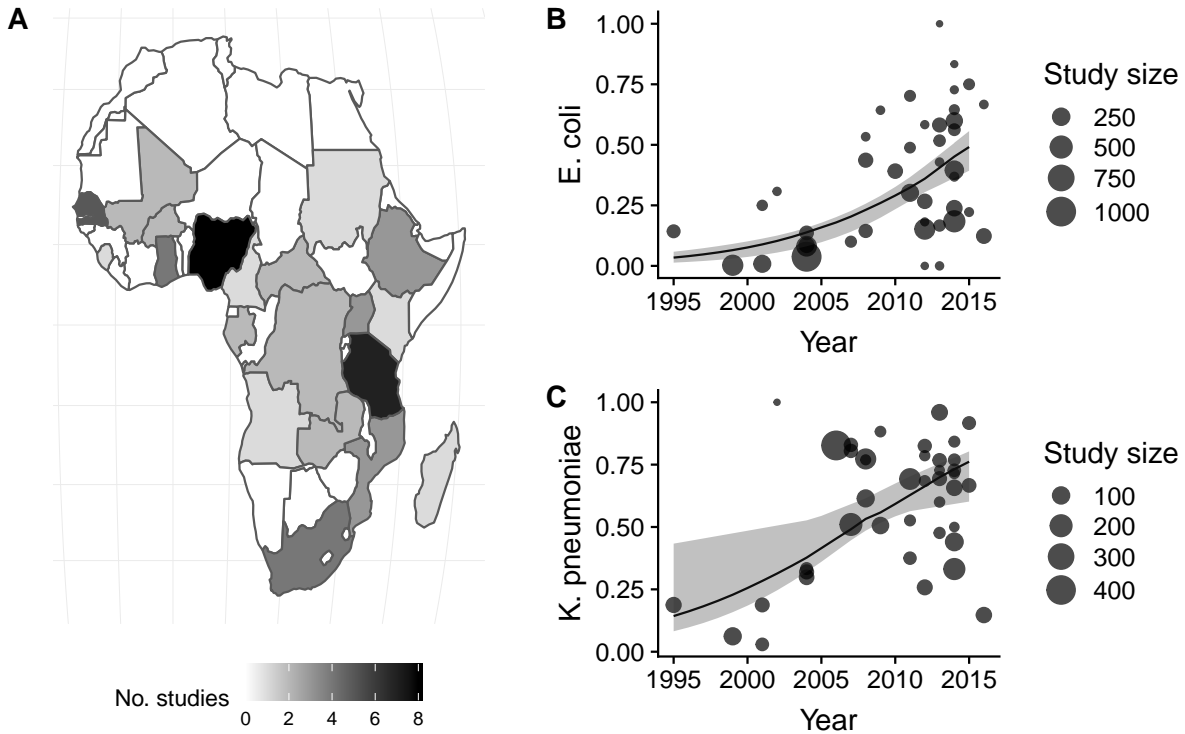 A
No. studies
0 2 4 6 8
B
E. coli
1.00
0.75
0.50
0.25
0.00
1995 2000 2005 2010 2015
Year
Study size
250
500
750
1000
C
K. pneumoniae
1.00
0.75
0.50
0.25
0.00
1995 2000 2005 2010 2015
Year
Study size
100
200
300
400